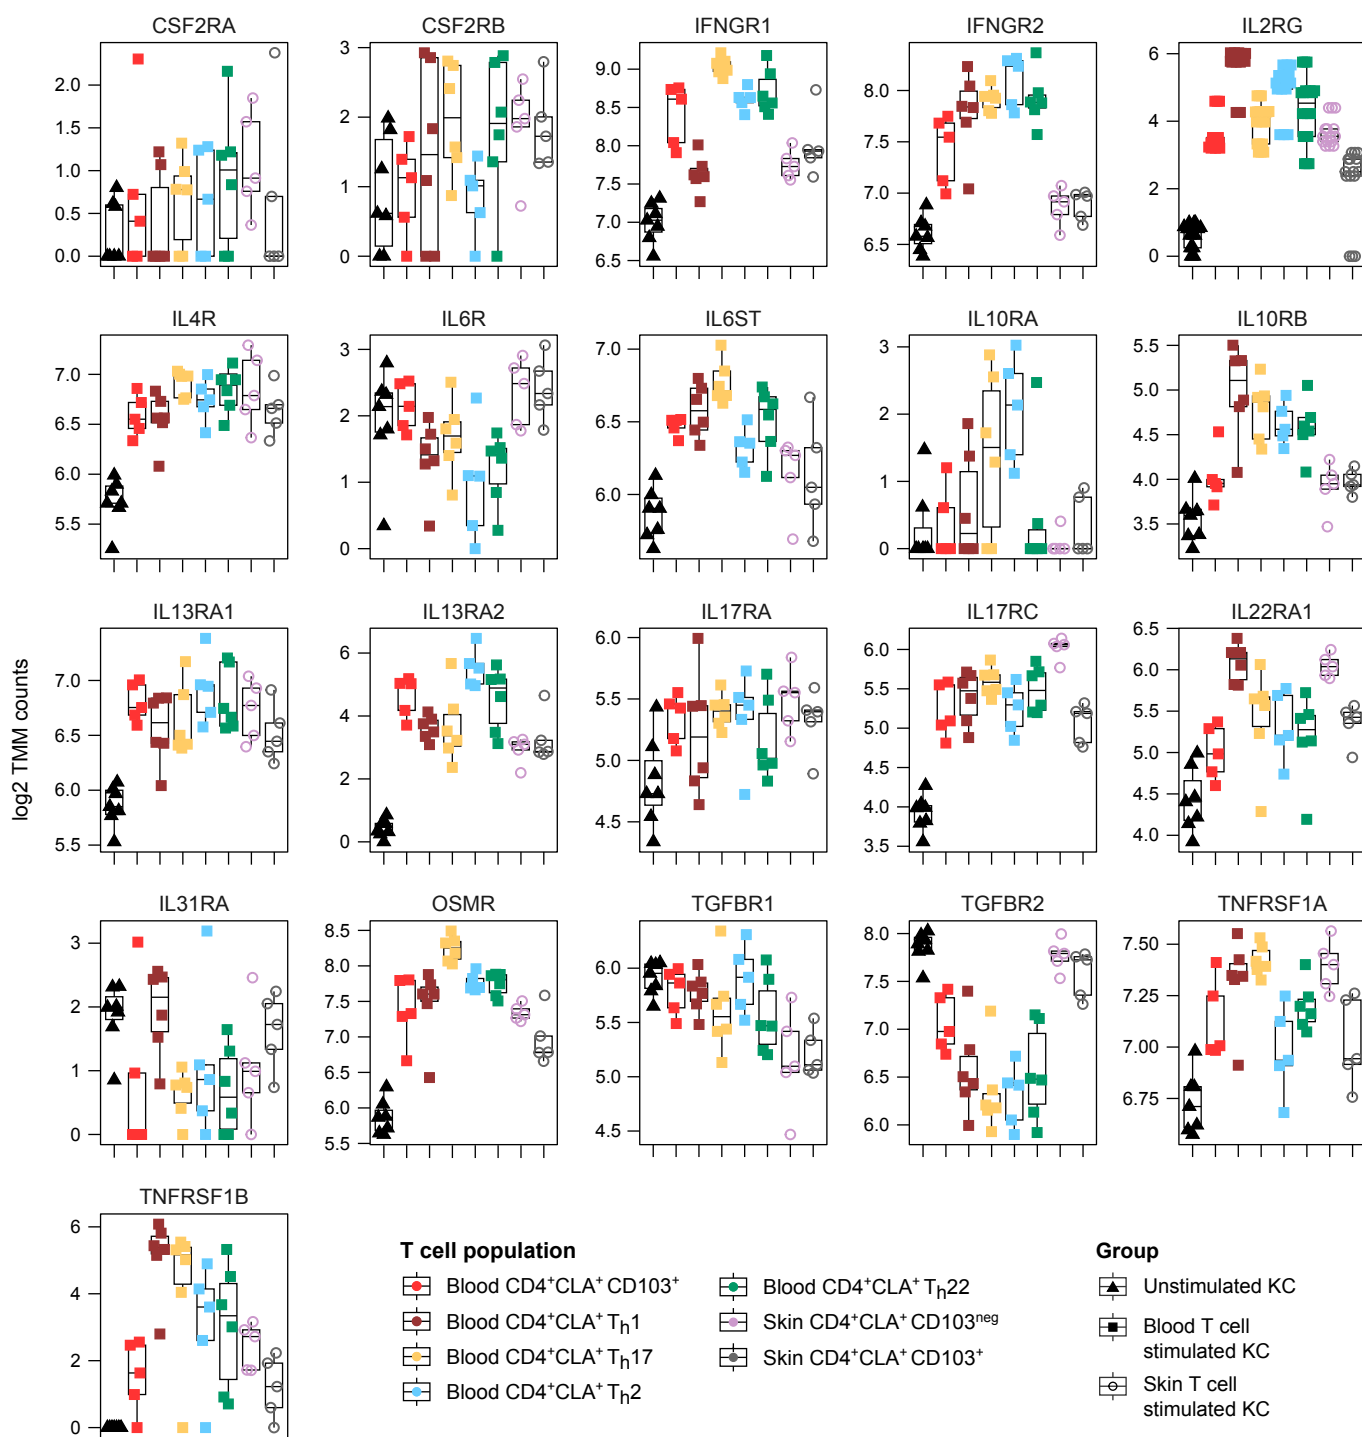 CSF2RA CSF2RB IFNGR1 IFNGR2 IL2RG
2.0 1.5 1.0 0.5 0.0
3 2 1 0
9.0 8.5 8.0 7.5 7.0 6.5
8.0 7.5 7.0 6.5
6 4 2 0
IL4R IL6R IL6ST IL10RA IL10RB
7.0 6.5 6.0 5.5
3 2 1 0
7.0 6.5 6.0
3 2 1 0
5.5 5.0 4.5 4.0 3.5
log2 TMM counts
IL13RA1 IL13RA2 IL17RA IL17RC IL22RA1
7.0 6.5 6.0 5.5
6 4 2 0
6.0 5.5 5.0 4.5
6.0 5.5 5.0 4.5 4.0 3.5
6.5 6.0 5.5 5.0 4.5 4.0
IL31RA OSMR TGFBR1 TGFBR2 TNFRSF1A
3 2 1 0
8.5 8.0 7.5 7.0 6.5 6.0 5.5
6.0 5.5 5.0 4.5
8.0 7.5 7.0 6.5 6.0
7.50 7.25 7.00 6.75
TNFRSF1B
6 4 2 0
T cell population
Blood CD4⁺CLA⁺ CD103⁺
Blood CD4⁺CLA⁺ Tₕ1
Blood CD4⁺CLA⁺ Tₕ17
Blood CD4⁺CLA⁺ Tₕ2
Blood CD4⁺CLA⁺ Tₕ22
Skin CD4⁺CLA⁺ CD103ⁿᵉᵍ
Skin CD4⁺CLA⁺ CD103⁺
Group
Unstimulated KC
Blood T cell
stimulated KC
Skin T cell
stimulated KC